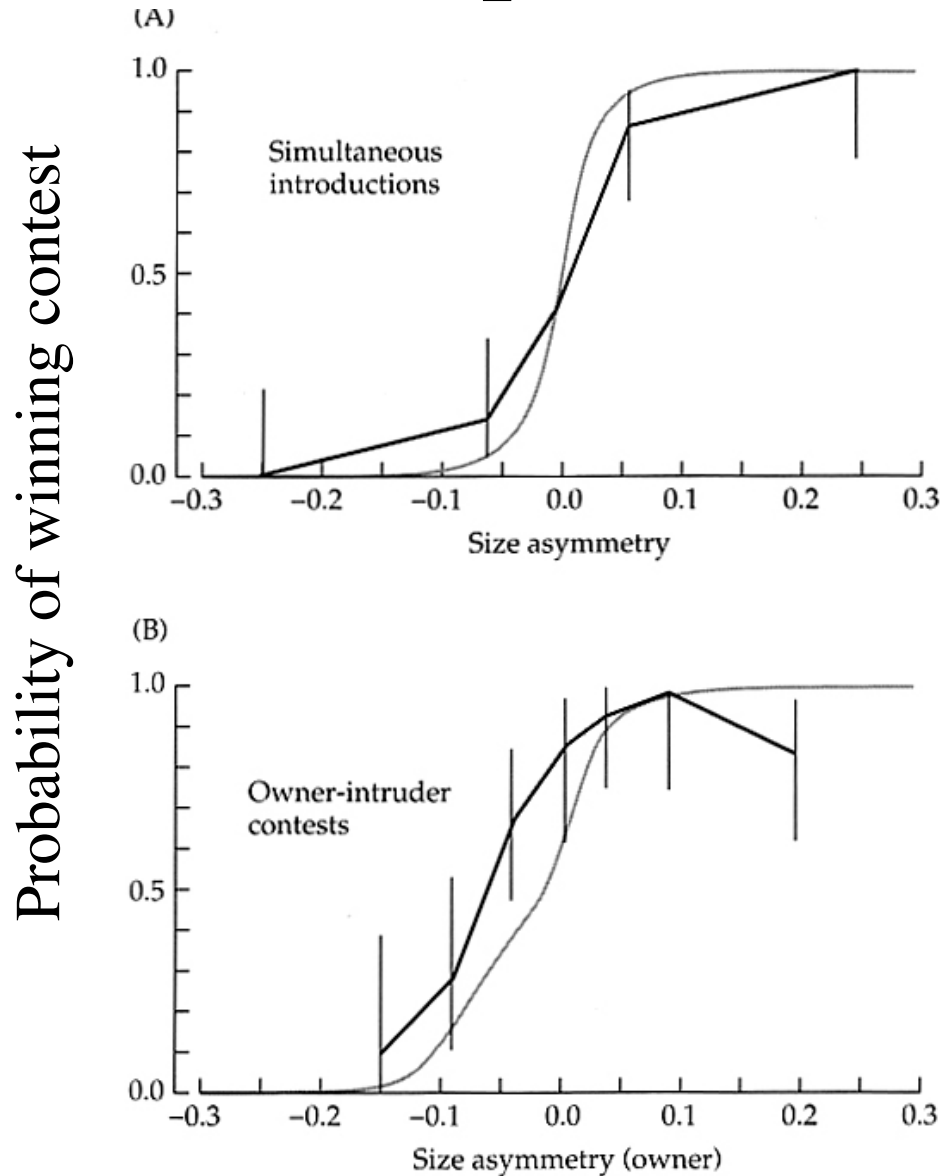 (A)
Probability of winning contest
1.0
0.5
0.0
Simultaneous
introductions
−0.3 −0.2 −0.1 0.0 0.1 0.2 0.3
Size asymmetry
(B)
1.0
0.5
0.0
Owner-intruder
contests
−0.3 −0.2 −0.1 0.0 0.1 0.2 0.3
Size asymmetry (owner)